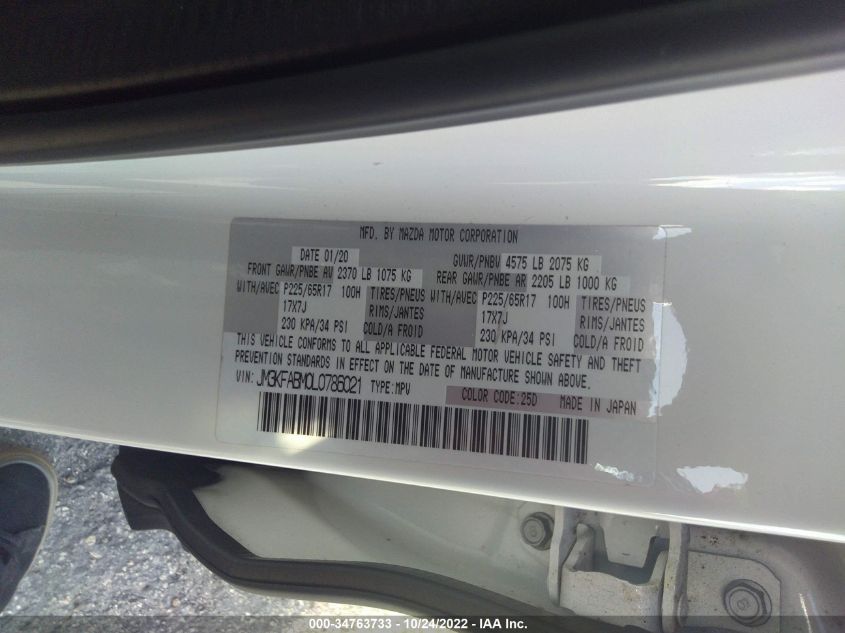 MFD. BY MAZDA MOTOR CORPORATION
DATE 01/20 GVWR/PNBV 4575 LB 2075 KG
FRONT GAWR/PNBE AV 2370 LB 1075 KG REAR GAWR/PNBE AR 2205 LB 1000 KG
WITH/AVEC P225/65R17 100H TIRES/PNEUS WITH/AVEC P225/65R17 100H TIRES/PNEUS
17X7J RIMS/JANTES 17X7J RIMS/JANTES
230 KPA/34 PSI COLD/A FROID 230 KPA/34 PSI COLD/A FROID
THIS VEHICLE CONFORMS TO ALL APPLICABLE FEDERAL MOTOR VEHICLE SAFETY AND THEFT
PREVENTION STANDARDS IN EFFECT ON THE DATE OF MANUFACTURE SHOWN ABOVE.
VIN: JM3KFABM0L0786021 TYPE:MPV COLOR CODE:25D MADE IN JAPAN
000-34763733 - 10/24/2022 - IAA Inc.